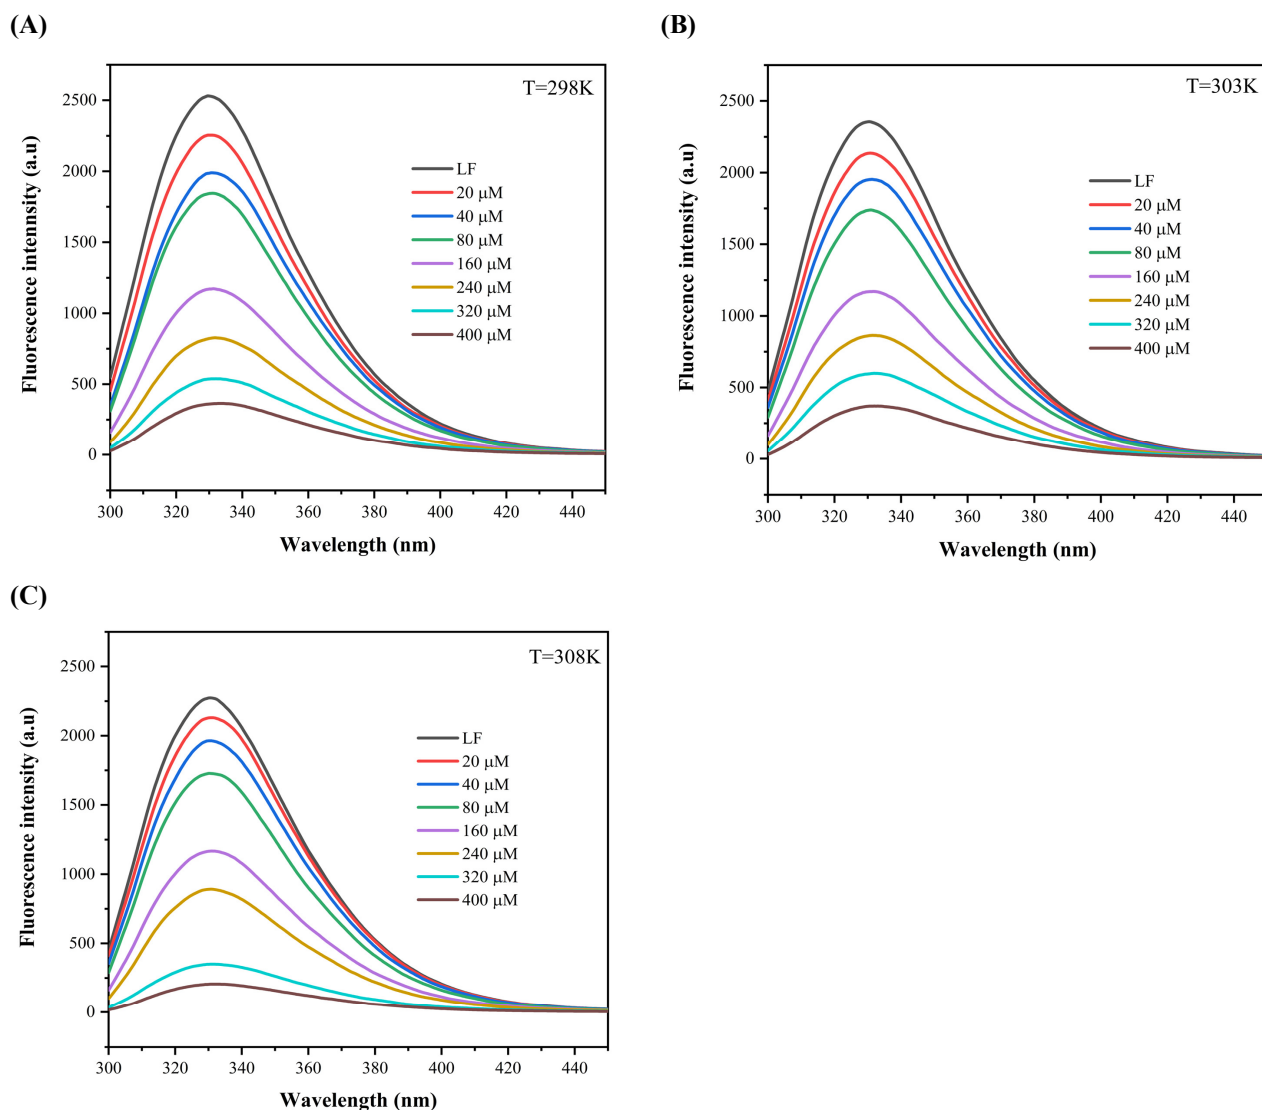 (A)
T=298K
2500
2000
1500
1000
500
0
Fluorescence intennsity (a.u)
LF
20 μM
40 μM
80 μM
160 μM
240 μM
320 μM
400 μM
300 320 340 360 380 400 420 440
Wavelength (nm)
(B)
T=303K
2500
2000
1500
1000
500
0
Fluorescence intensity (a.u)
LF
20 μM
40 μM
80 μM
160 μM
240 μM
320 μM
400 μM
300 320 340 360 380 400 420 440
Wavelength (nm)
(C)
T=308K
2500
2000
1500
1000
500
0
Fluorescence intensity (a.u)
LF
20 μM
40 μM
80 μM
160 μM
240 μM
320 μM
400 μM
300 320 340 360 380 400 420 440
Wavelength (nm)